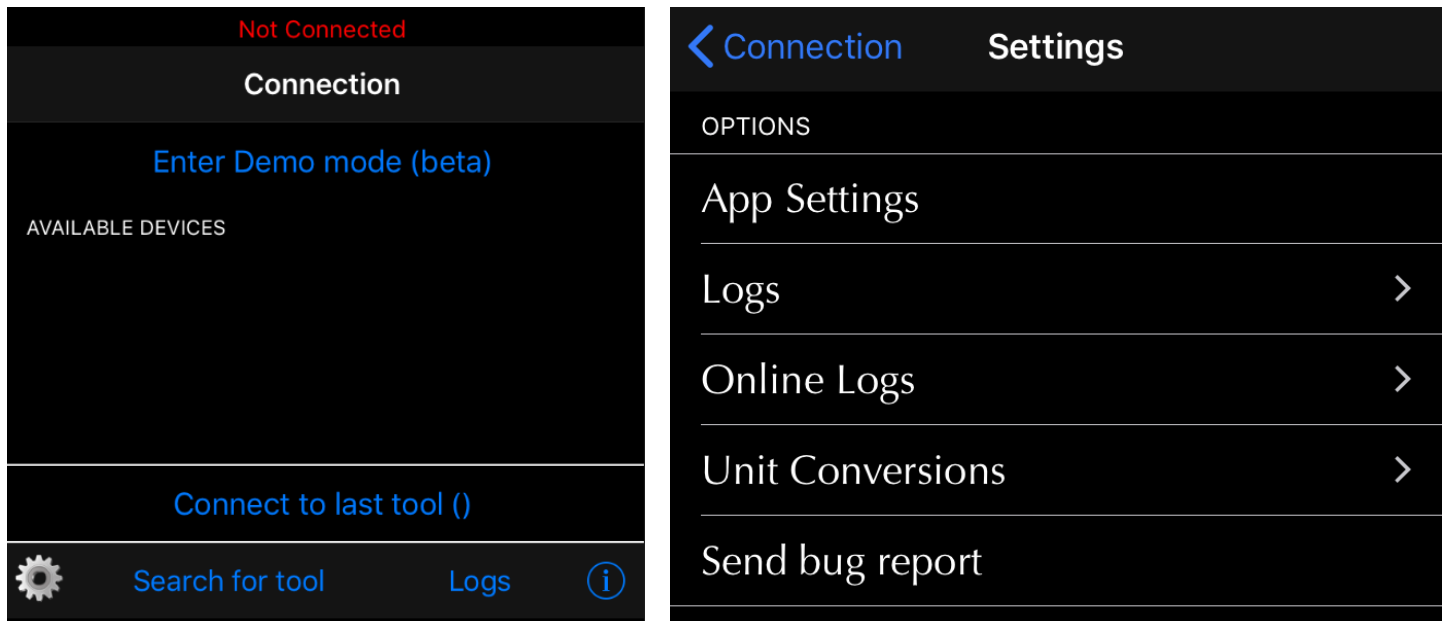 Not Connected
Connection
Enter Demo mode (beta)
AVAILABLE DEVICES
Connect to last tool ()
Search for tool Logs i
Connection Settings
OPTIONS
App Settings
Logs
Online Logs
Unit Conversions
Send bug report